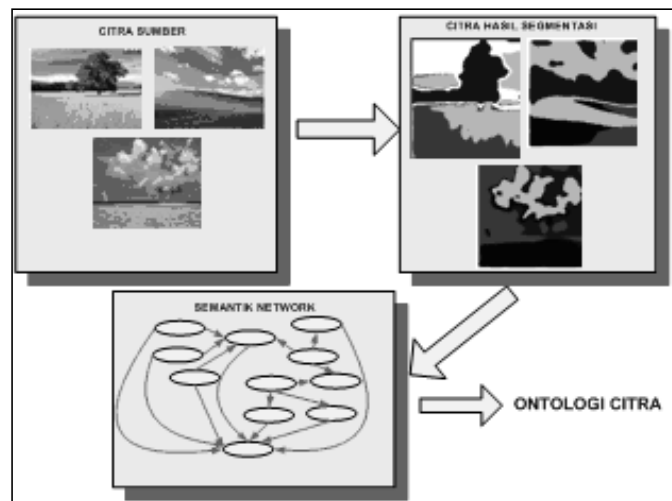 CITRA SUMBER
CITRA HASIL SEGMENTASI
SEMANTIK NETWORK
ONTOLOGI CITRA